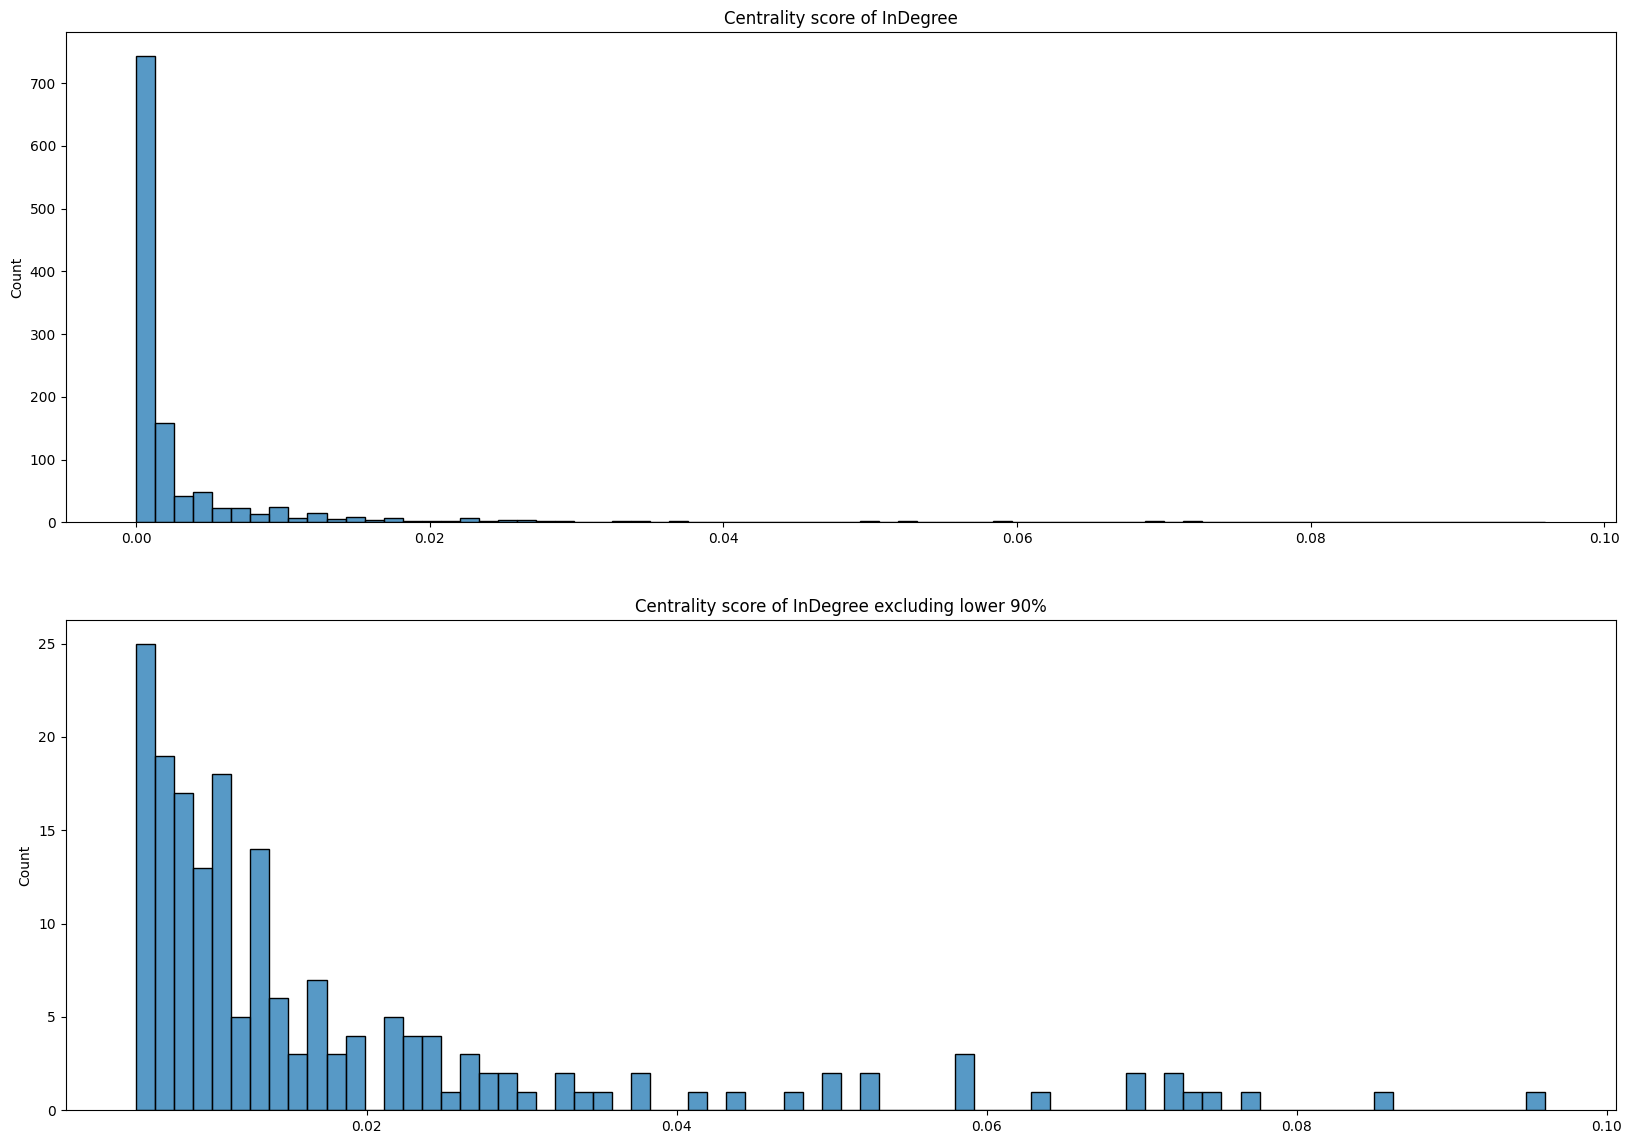 Centrality score of InDegree
Count
700
600
500
400
300
200
100
0
0.00 0.02 0.04 0.06 0.08 0.10
Centrality score of InDegree excluding lower 90%
Count
25
20
15
10
5
0
0.02 0.04 0.06 0.08 0.10